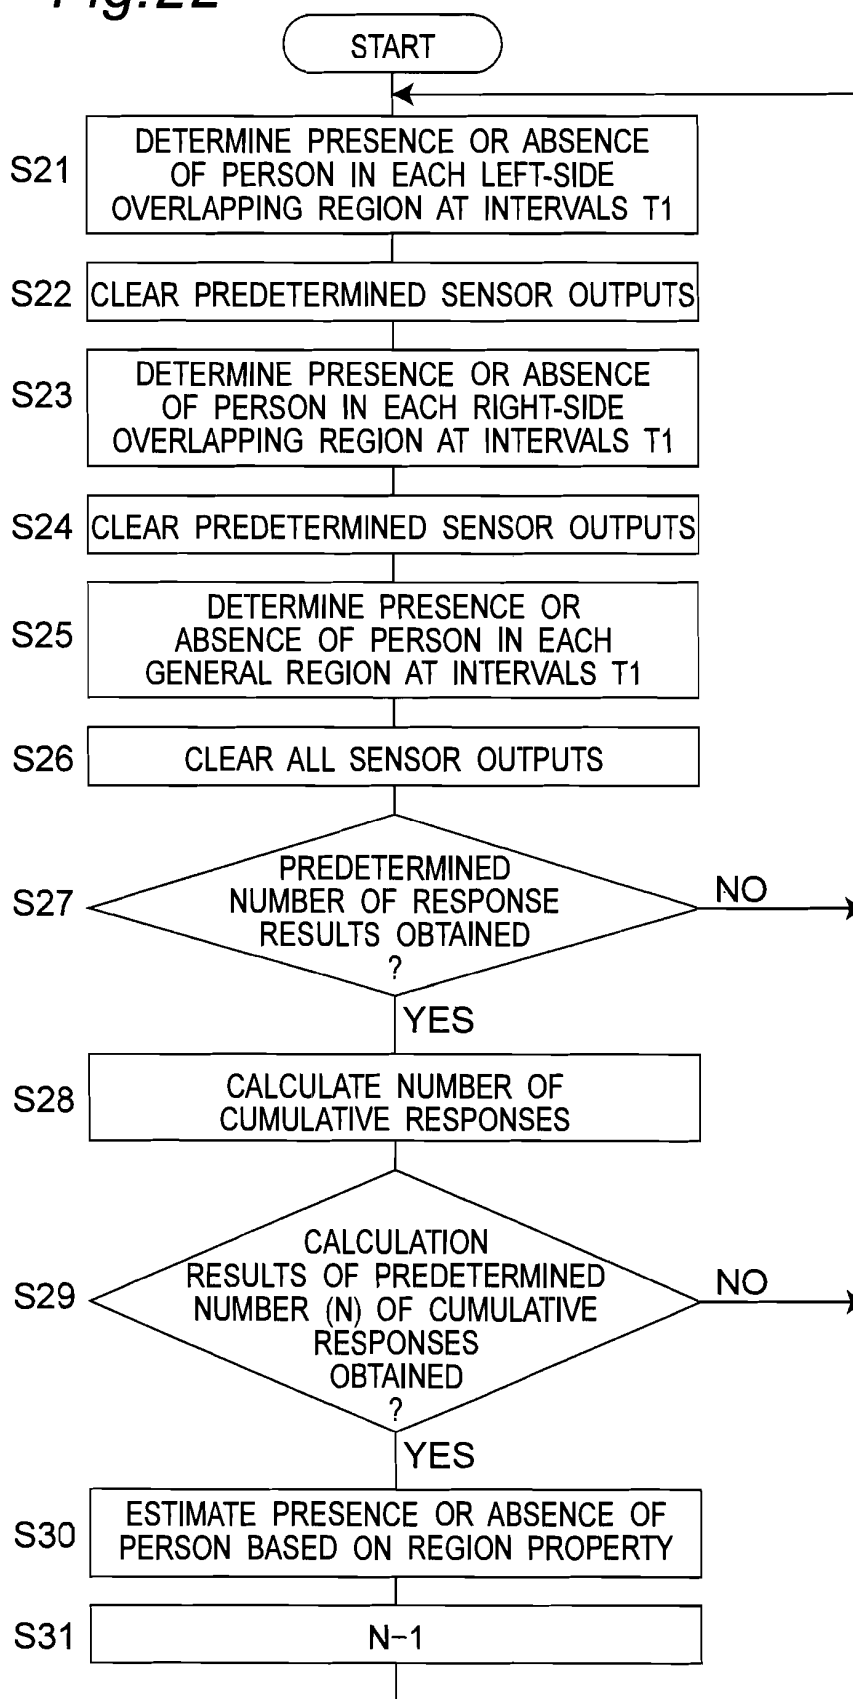 Fig.22
START
S21
DETERMINE PRESENCE OR ABSENCE
OF PERSON IN EACH LEFT-SIDE
OVERLAPPING REGION AT INTERVALS T1
S22
CLEAR PREDETERMINED SENSOR OUTPUTS
S23
DETERMINE PRESENCE OR ABSENCE
OF PERSON IN EACH RIGHT-SIDE
OVERLAPPING REGION AT INTERVALS T1
S24
CLEAR PREDETERMINED SENSOR OUTPUTS
S25
DETERMINE PRESENCE OR
ABSENCE OF PERSON IN EACH
GENERAL REGION AT INTERVALS T1
S26
CLEAR ALL SENSOR OUTPUTS
S27
PREDETERMINED
NUMBER OF RESPONSE
RESULTS OBTAINED
?
NO
YES
S28
CALCULATE NUMBER OF
CUMULATIVE RESPONSES
S29
CALCULATION
RESULTS OF PREDETERMINED
NUMBER (N) OF CUMULATIVE
RESPONSES
OBTAINED
?
NO
YES
S30
ESTIMATE PRESENCE OR ABSENCE OF
PERSON BASED ON REGION PROPERTY
S31
N-1